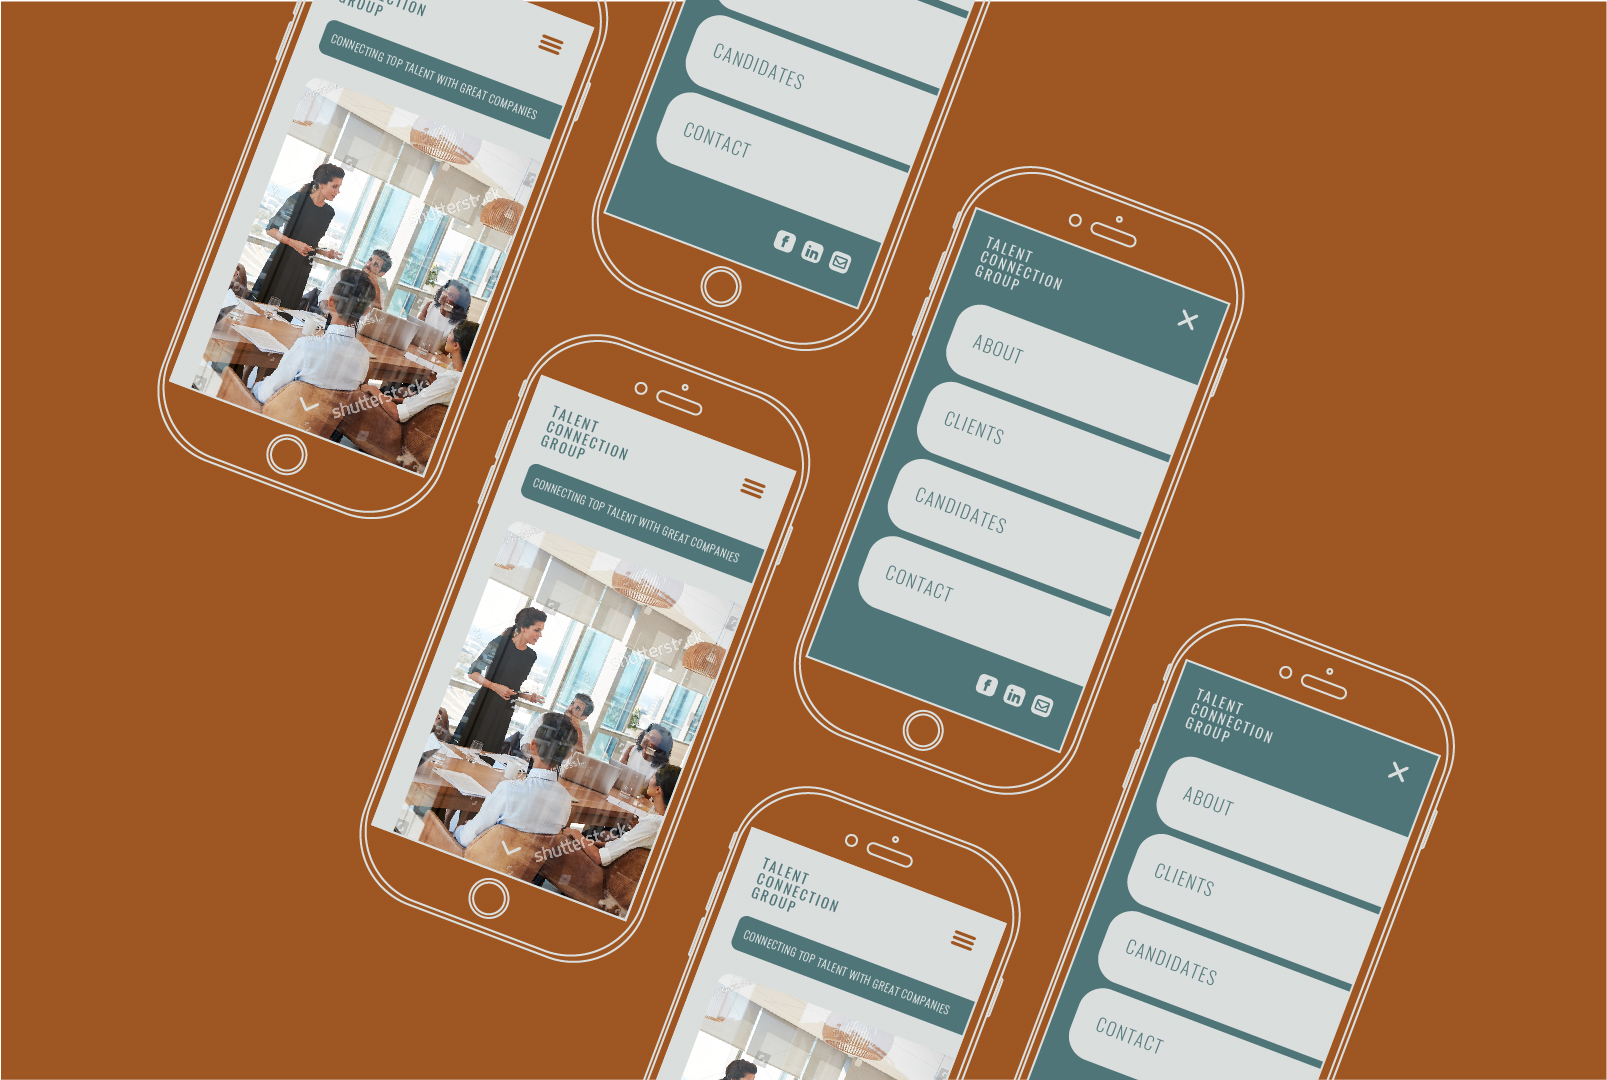 CONNECTION
GROUP
CONNECTING TOP TALENT WITH GREAT COMPANIES
shutterstock
shutterstock
CANDIDATES
CONTACT
TALENT
CONNECTION
GROUP
ABOUT
CLIENTS
CANDIDATES
CONTACT
TALENT
CONNECTION
GROUP
CONNECTING TOP TALENT WITH GREAT COMPANIES
shutterstock
shutterstock
TALENT
CONNECTION
GROUP
ABOUT
CLIENTS
CANDIDATES
CONTACT
TALENT
CONNECTION
GROUP
CONNECTING TOP TALENT WITH GREAT COMPANIES